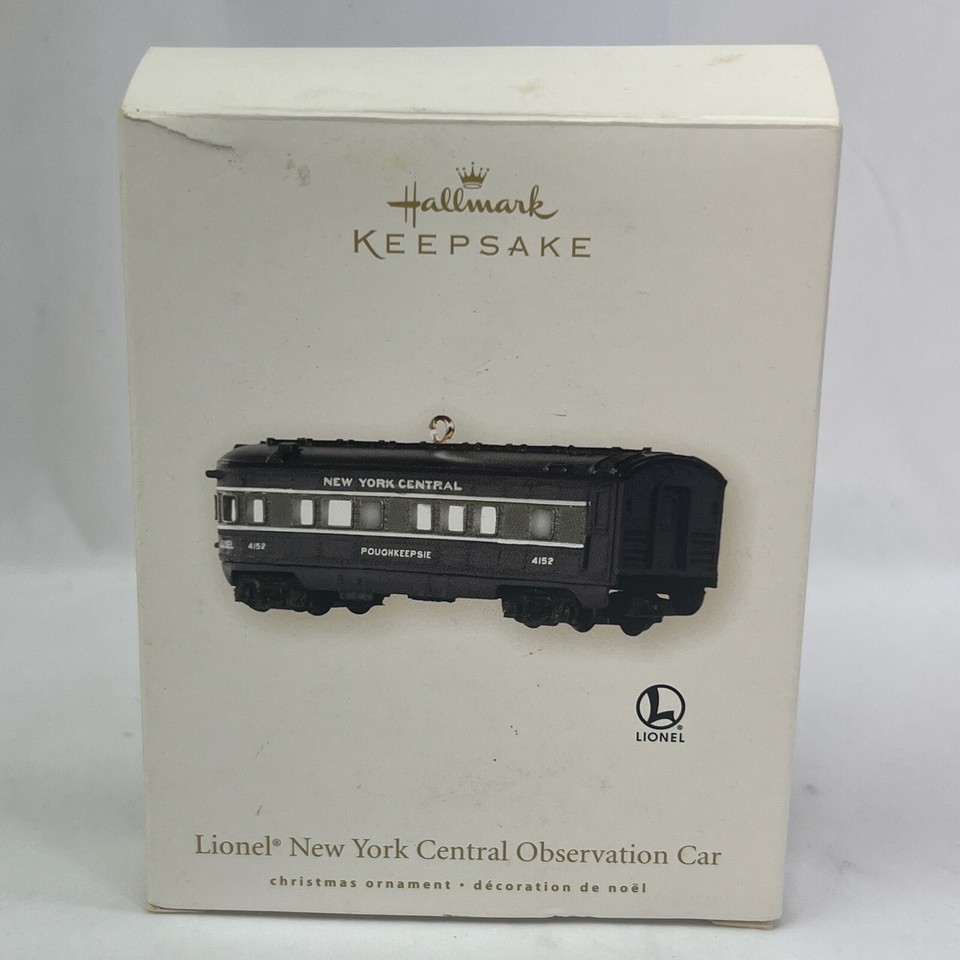 Hallmark
KEEPSAKE
NEW YORK CENTRAL
4152
POUGHKEEPSIE
4152
L
®
LIONEL
Lionel® New York Central Observation Car
christmas ornament • décoration de noël